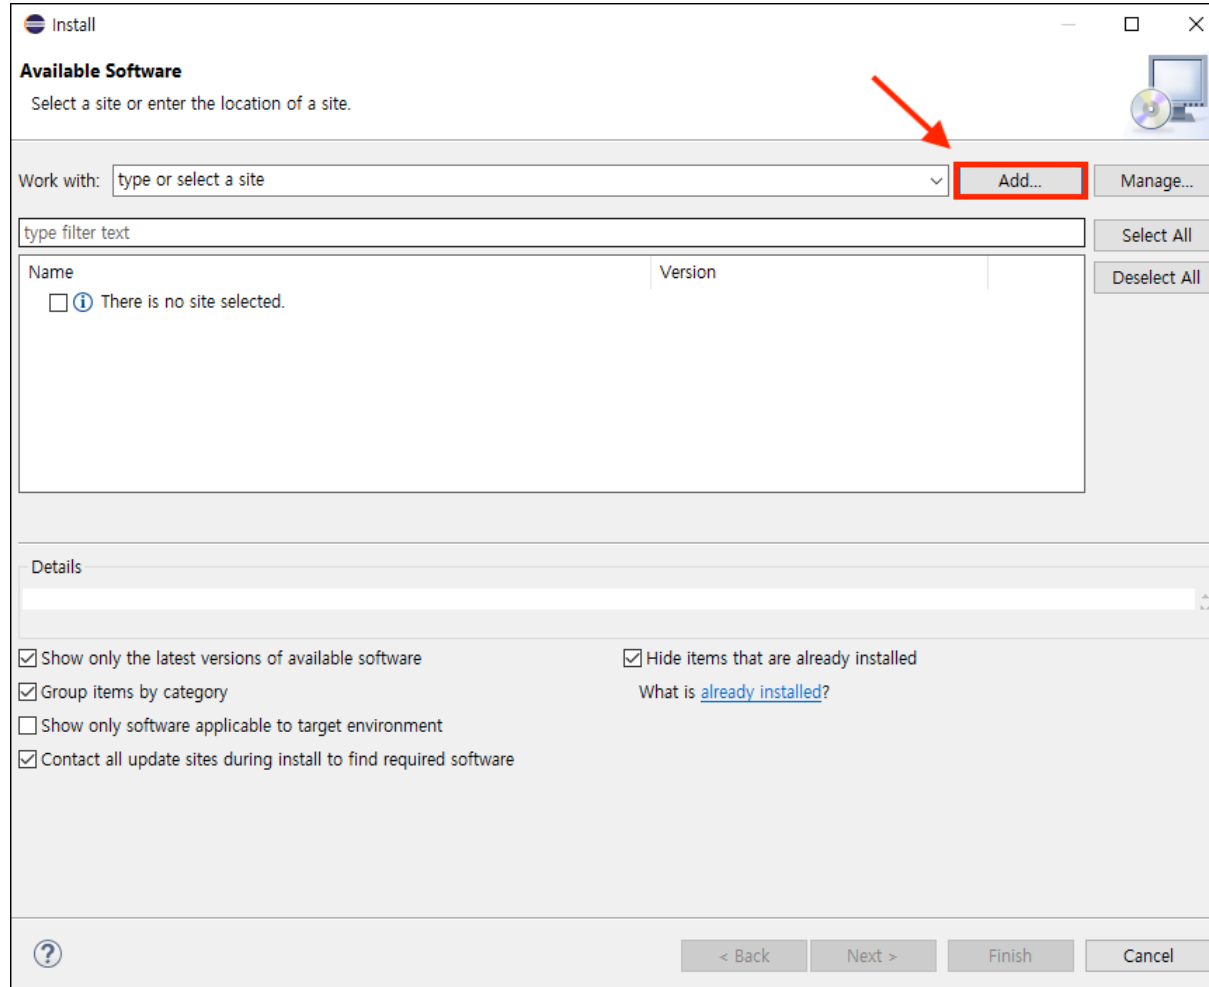 Install
Available Software
Select a site or enter the location of a site.
Work with: type or select a site Add... Manage...
type filter text Select All
Name Version Deselect All
There is no site selected.
Details
Show only the latest versions of available software Hide items that are already installed
Group items by category What is already installed?
Show only software applicable to target environment
Contact all update sites during install to find required software
? < Back Next > Finish Cancel